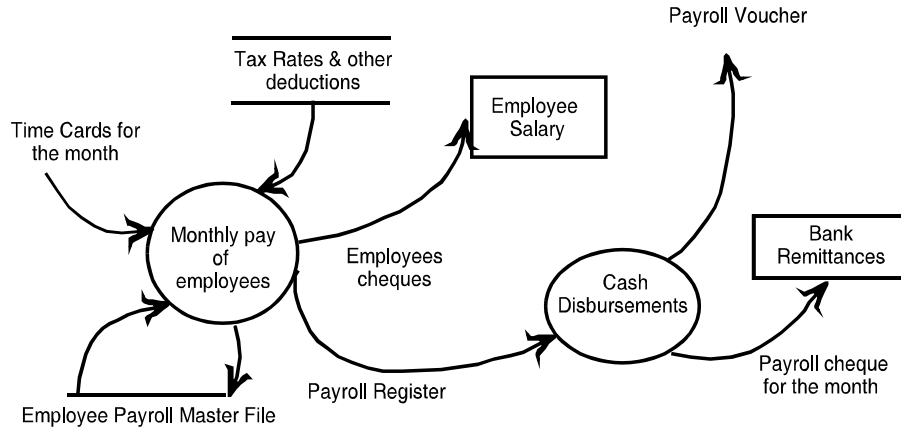 Payroll Voucher
Tax Rates & other
deductions
Employee
Salary
Time Cards for
the month
Monthly pay
of
employees
Employees
cheques
Bank
Remittances
Cash
Disbursements
Payroll Register
Payroll cheque
for the month
Employee Payroll Master File